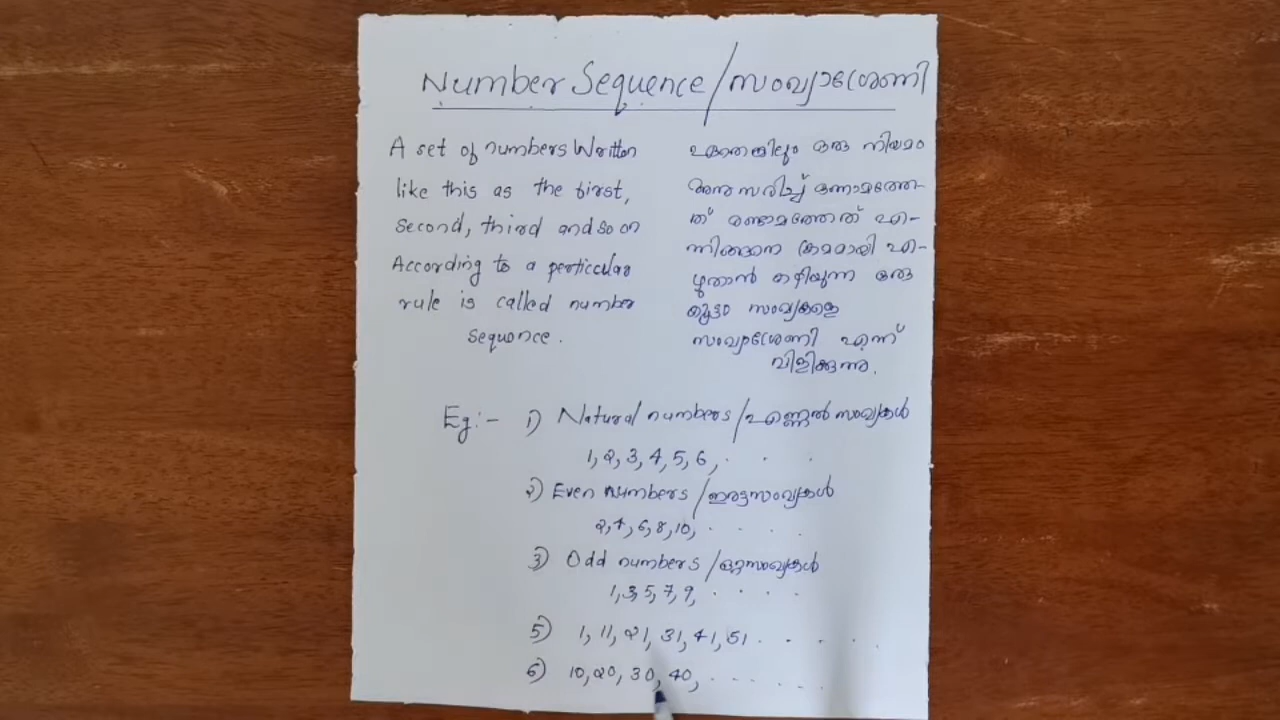 Number Sequence / സംഖ്യാശ്രേണി
A set of numbers Written
like this as the first,
second, third and so on
According to a perticular
rule is called number
sequence.
ഏതെങ്കിലും ഒരു നിയമം
അനുസരിച്ച് ഒന്നാമത്തേ-
ത് രണ്ടാമത്തേത് എ-
ന്നിങ്ങനെ ക്രമമായി എ-
ഴുതാൻ കഴിയുന്ന ഒരു
കൂട്ടം സംഖ്യകളെ
സംഖ്യാശ്രേണി എന്ന്
വിളിക്കുന്നു.
Eg:- 1) Natural numbers / എണ്ണൽ സംഖ്യകൾ
1, 2, 3, 4, 5, 6, . . .
2) Even numbers / ഇരട്ടസംഖ്യകൾ
2, 4, 6, 8, 10, . . . .
3) Odd numbers / ഒറ്റസംഖ്യകൾ
1, 3, 5, 7, 9, . . . .
5) 1, 11, 21, 31, 41, 51 . . . . .
6) 10, 20, 30, 40, . . . . . .